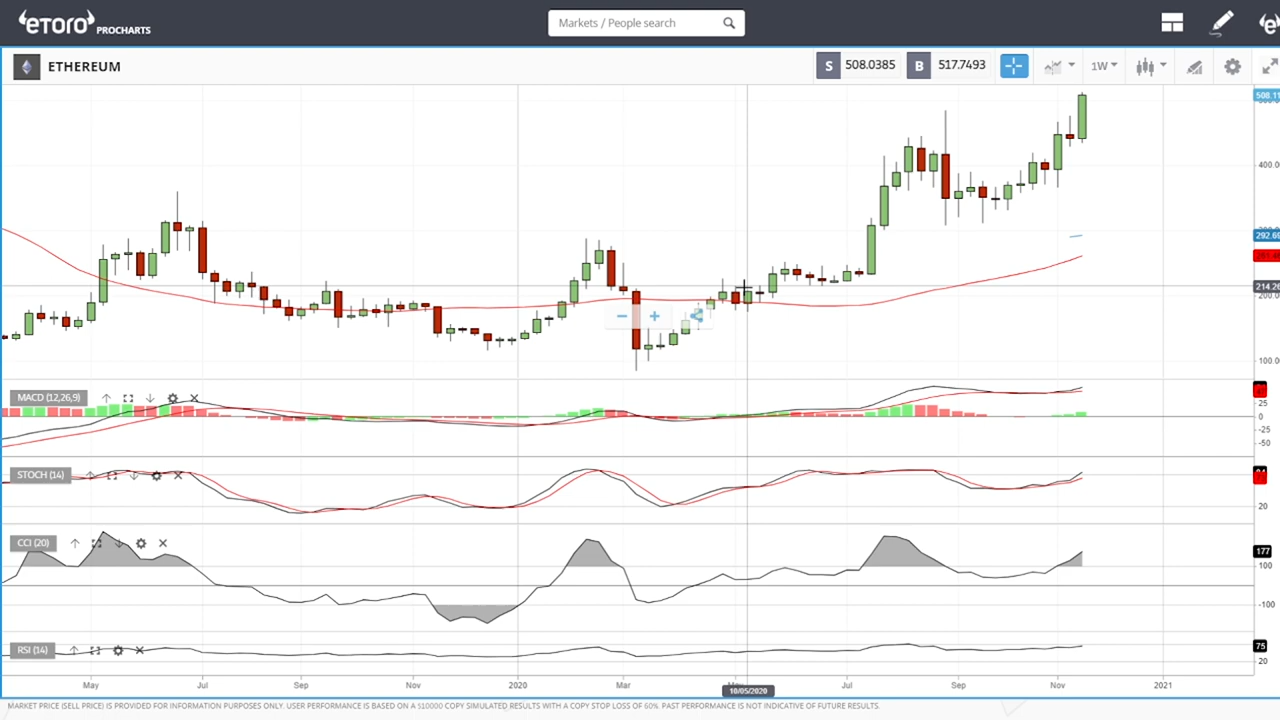 eToro PROCHARTS
Markets / People search
ETHEREUM
S 508.0385 B 517.7493 1W
508.11
400.0
292.69
214.26
200.0
100.0
MACD (12,26,9)
25
0
-25
-50
STOCH (14)
20
CCI (20)
177
100
-100
RSI (14)
75
20
May Jul Sep Nov 2020 Mar Jul Sep Nov 2021
10/05/2020
MARKET PRICE (SELL PRICE) IS PROVIDED FOR INFORMATION PURPOSES ONLY. USER PERFORMANCE IS BASED ON A $10000 COPY SIMULATED RESULTS WITH A COPY STOP LOSS OF 60%. PAST PERFORMANCE IS NOT INDICATIVE OF FUTURE RESULTS.